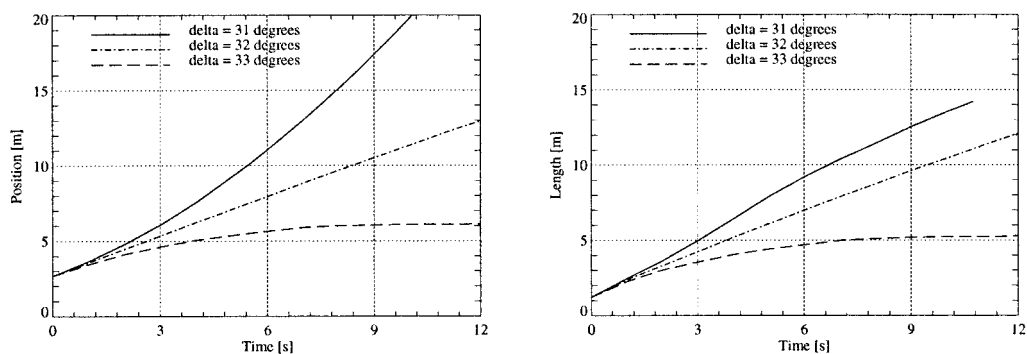 20
15
10
5
0
Position [m]
delta = 31 degrees
delta = 32 degrees
delta = 33 degrees
0 3 6 9 12
Time [s]
20
15
10
5
0
Length [m]
delta = 31 degrees
delta = 32 degrees
delta = 33 degrees
0 3 6 9 12
Time [s]